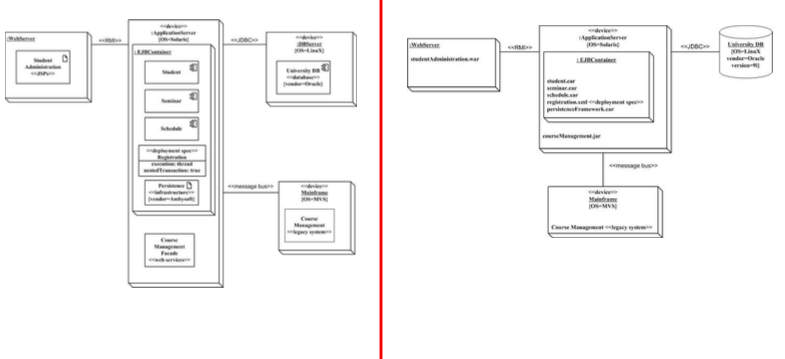 :WebServer
Student
Administration
<<JSPs>>
<<RMI>>
<<device>>
:ApplicationServer
[OS=Solaris]
: EJBContainer
Student
Seminar
Schedule
<<deployment spec>>
Registration
execution: thread
nestedTransaction: true
Persistence
<<infrastructure>>
[vendor=Ambysoft]
Course
Management
Facade
<<web services>>
<<JDBC>>
<<device>>
:DBServer
[OS=LinuX]
University DB
<<database>>
[vendor=Oracle]
<<message bus>>
<<device>>
Mainframe
[OS=MVS]
Course
Management
<<legacy system>>
:WebServer
studentAdministration.war
<<RMI>>
<<device>>
:ApplicationServer
[OS=Solaris]
: EJBContainer
student.ear
seminar.ear
schedule.ear
registration.xml <<deployment spec>>
persistenceFramework.ear
courseManagement.jar
<<JDBC>>
University DB
[OS=LinuX
vendor=Oracle
version=9i]
<<message bus>>
<<device>>
Mainframe
[OS=MVS]
Course Management <<legacy system>>